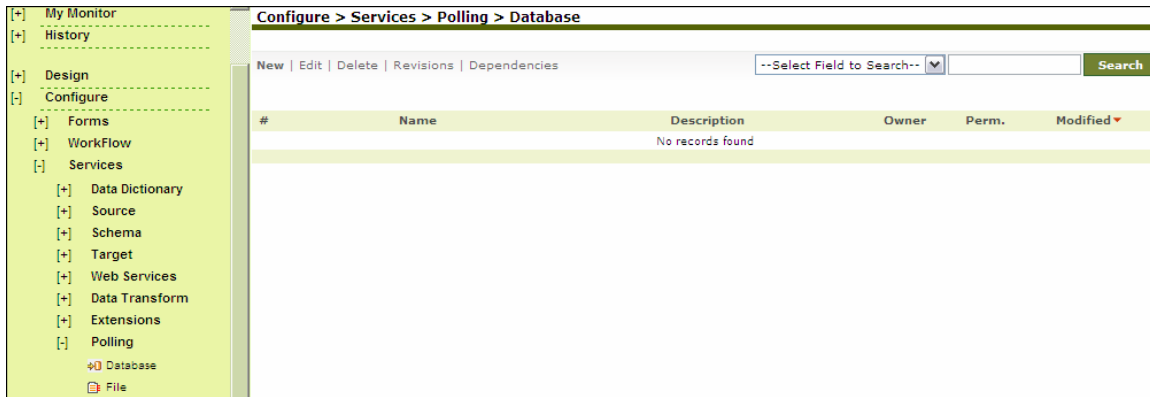 [+] My Monitor
[+] History
[+] Design
[-] Configure
[+] Forms
[+] WorkFlow
[-] Services
[+] Data Dictionary
[+] Source
[+] Schema
[+] Target
[+] Web Services
[+] Data Transform
[+] Extensions
[-] Polling
Database
File
Configure > Services > Polling > Database
New | Edit | Delete | Revisions | Dependencies --Select Field to Search-- Search
# Name Description Owner Perm. Modified
No records found